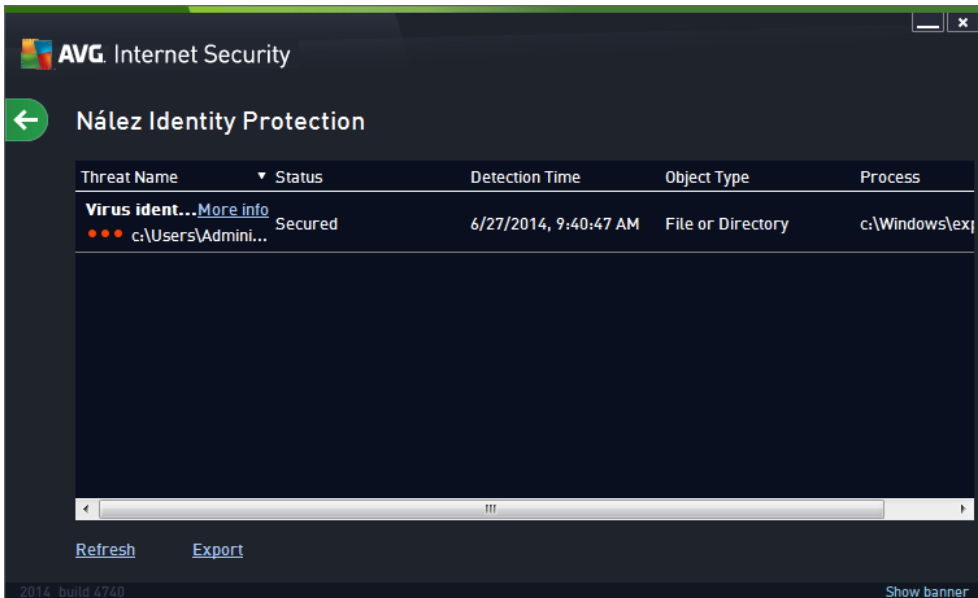 AVG. Internet Security
Nález Identity Protection
Threat Name Status Detection Time Object Type Process
Virus ident...More info
Secured 6/27/2014, 9:40:47 AM File or Directory c:\Windows\exp
c:\Users\Admini...
Refresh Export
2014 build 4740 Show banner